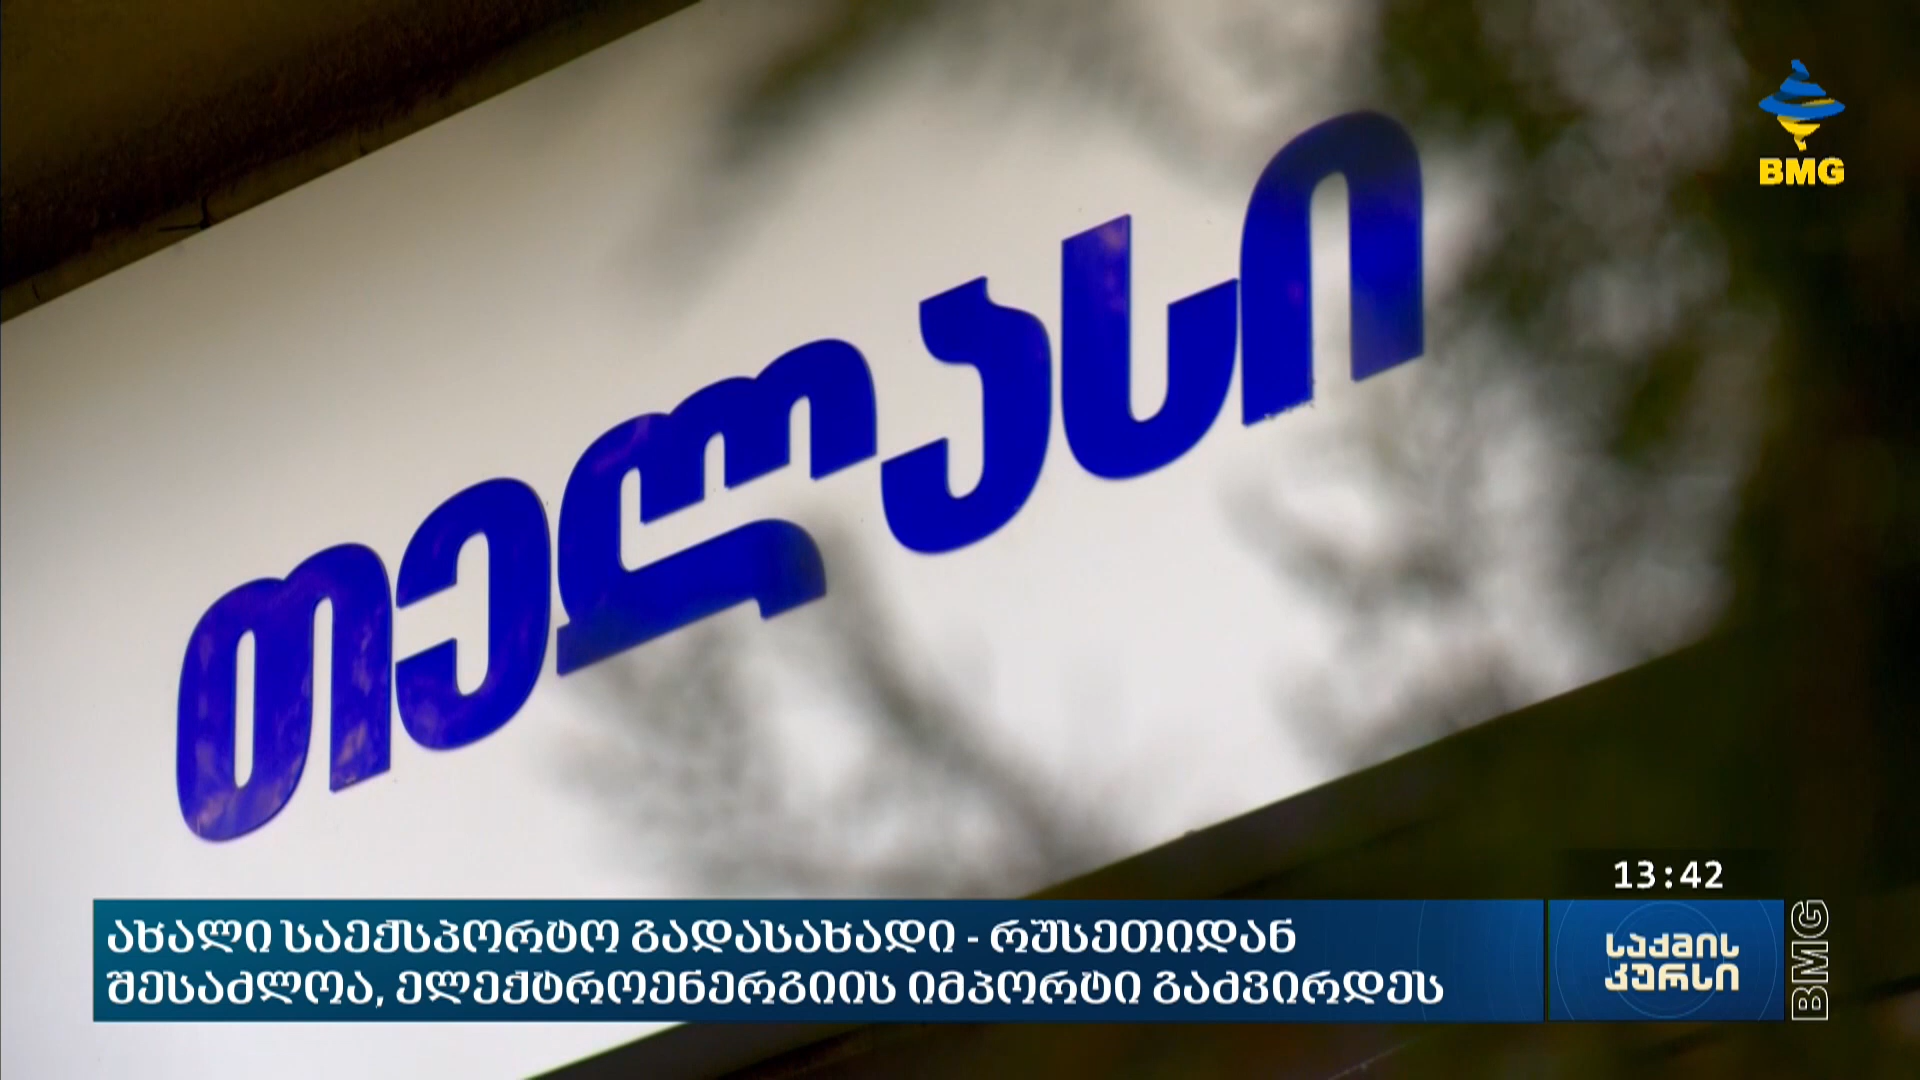 BMG
თელასი
13:42
ახალი საექსპორტო გადასახადი - რუსეთიდან
შესაძლოა, ელექტროენერგიის იმპორტი გაძვირდეს
საქმის
კურსი
BMG